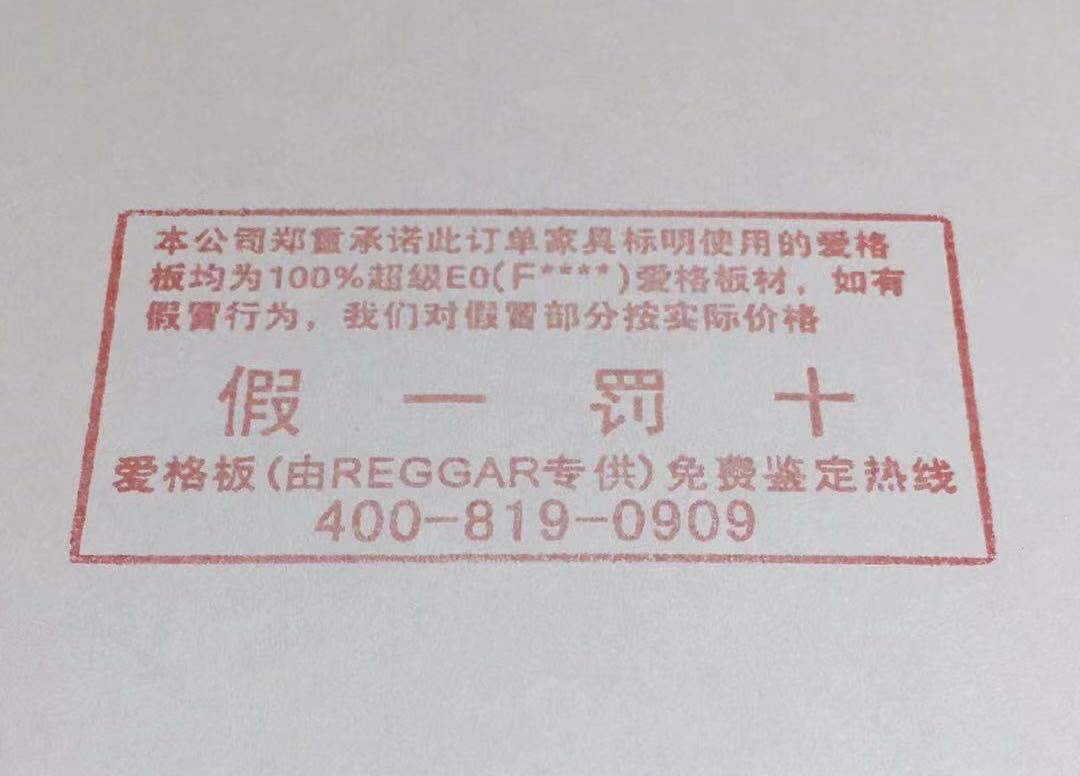 本公司郑重承诺此订单家具标明使用的爱格
板均为100%超级E0(F****)爱格板材，如有
假冒行为，我们对假冒部分按实际价格
假一罚十
爱格板(由REGGAR专供)免费鉴定热线
400-819-0909